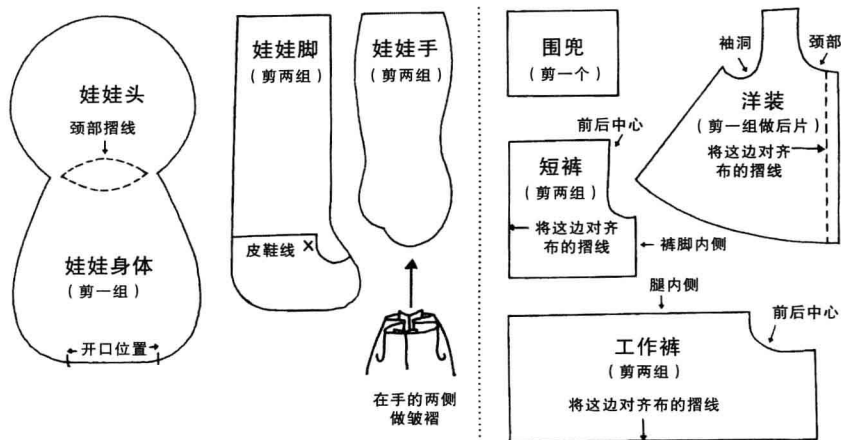 娃娃头
颈部摺线
娃娃身体
（剪一组）
开口位置
娃娃脚
（剪两组）
皮鞋线
娃娃手
（剪两组）
在手的两侧
做皱褶
围兜
（剪一个）
袖洞
颈部
洋装
（剪一组做后片）
将这边对齐
布的摺线
前后中心
短裤
（剪两组）
将这边对齐
布的摺线
裤脚内侧
腿内侧
前后中心
工作裤
（剪两组）
将这边对齐布的摺线